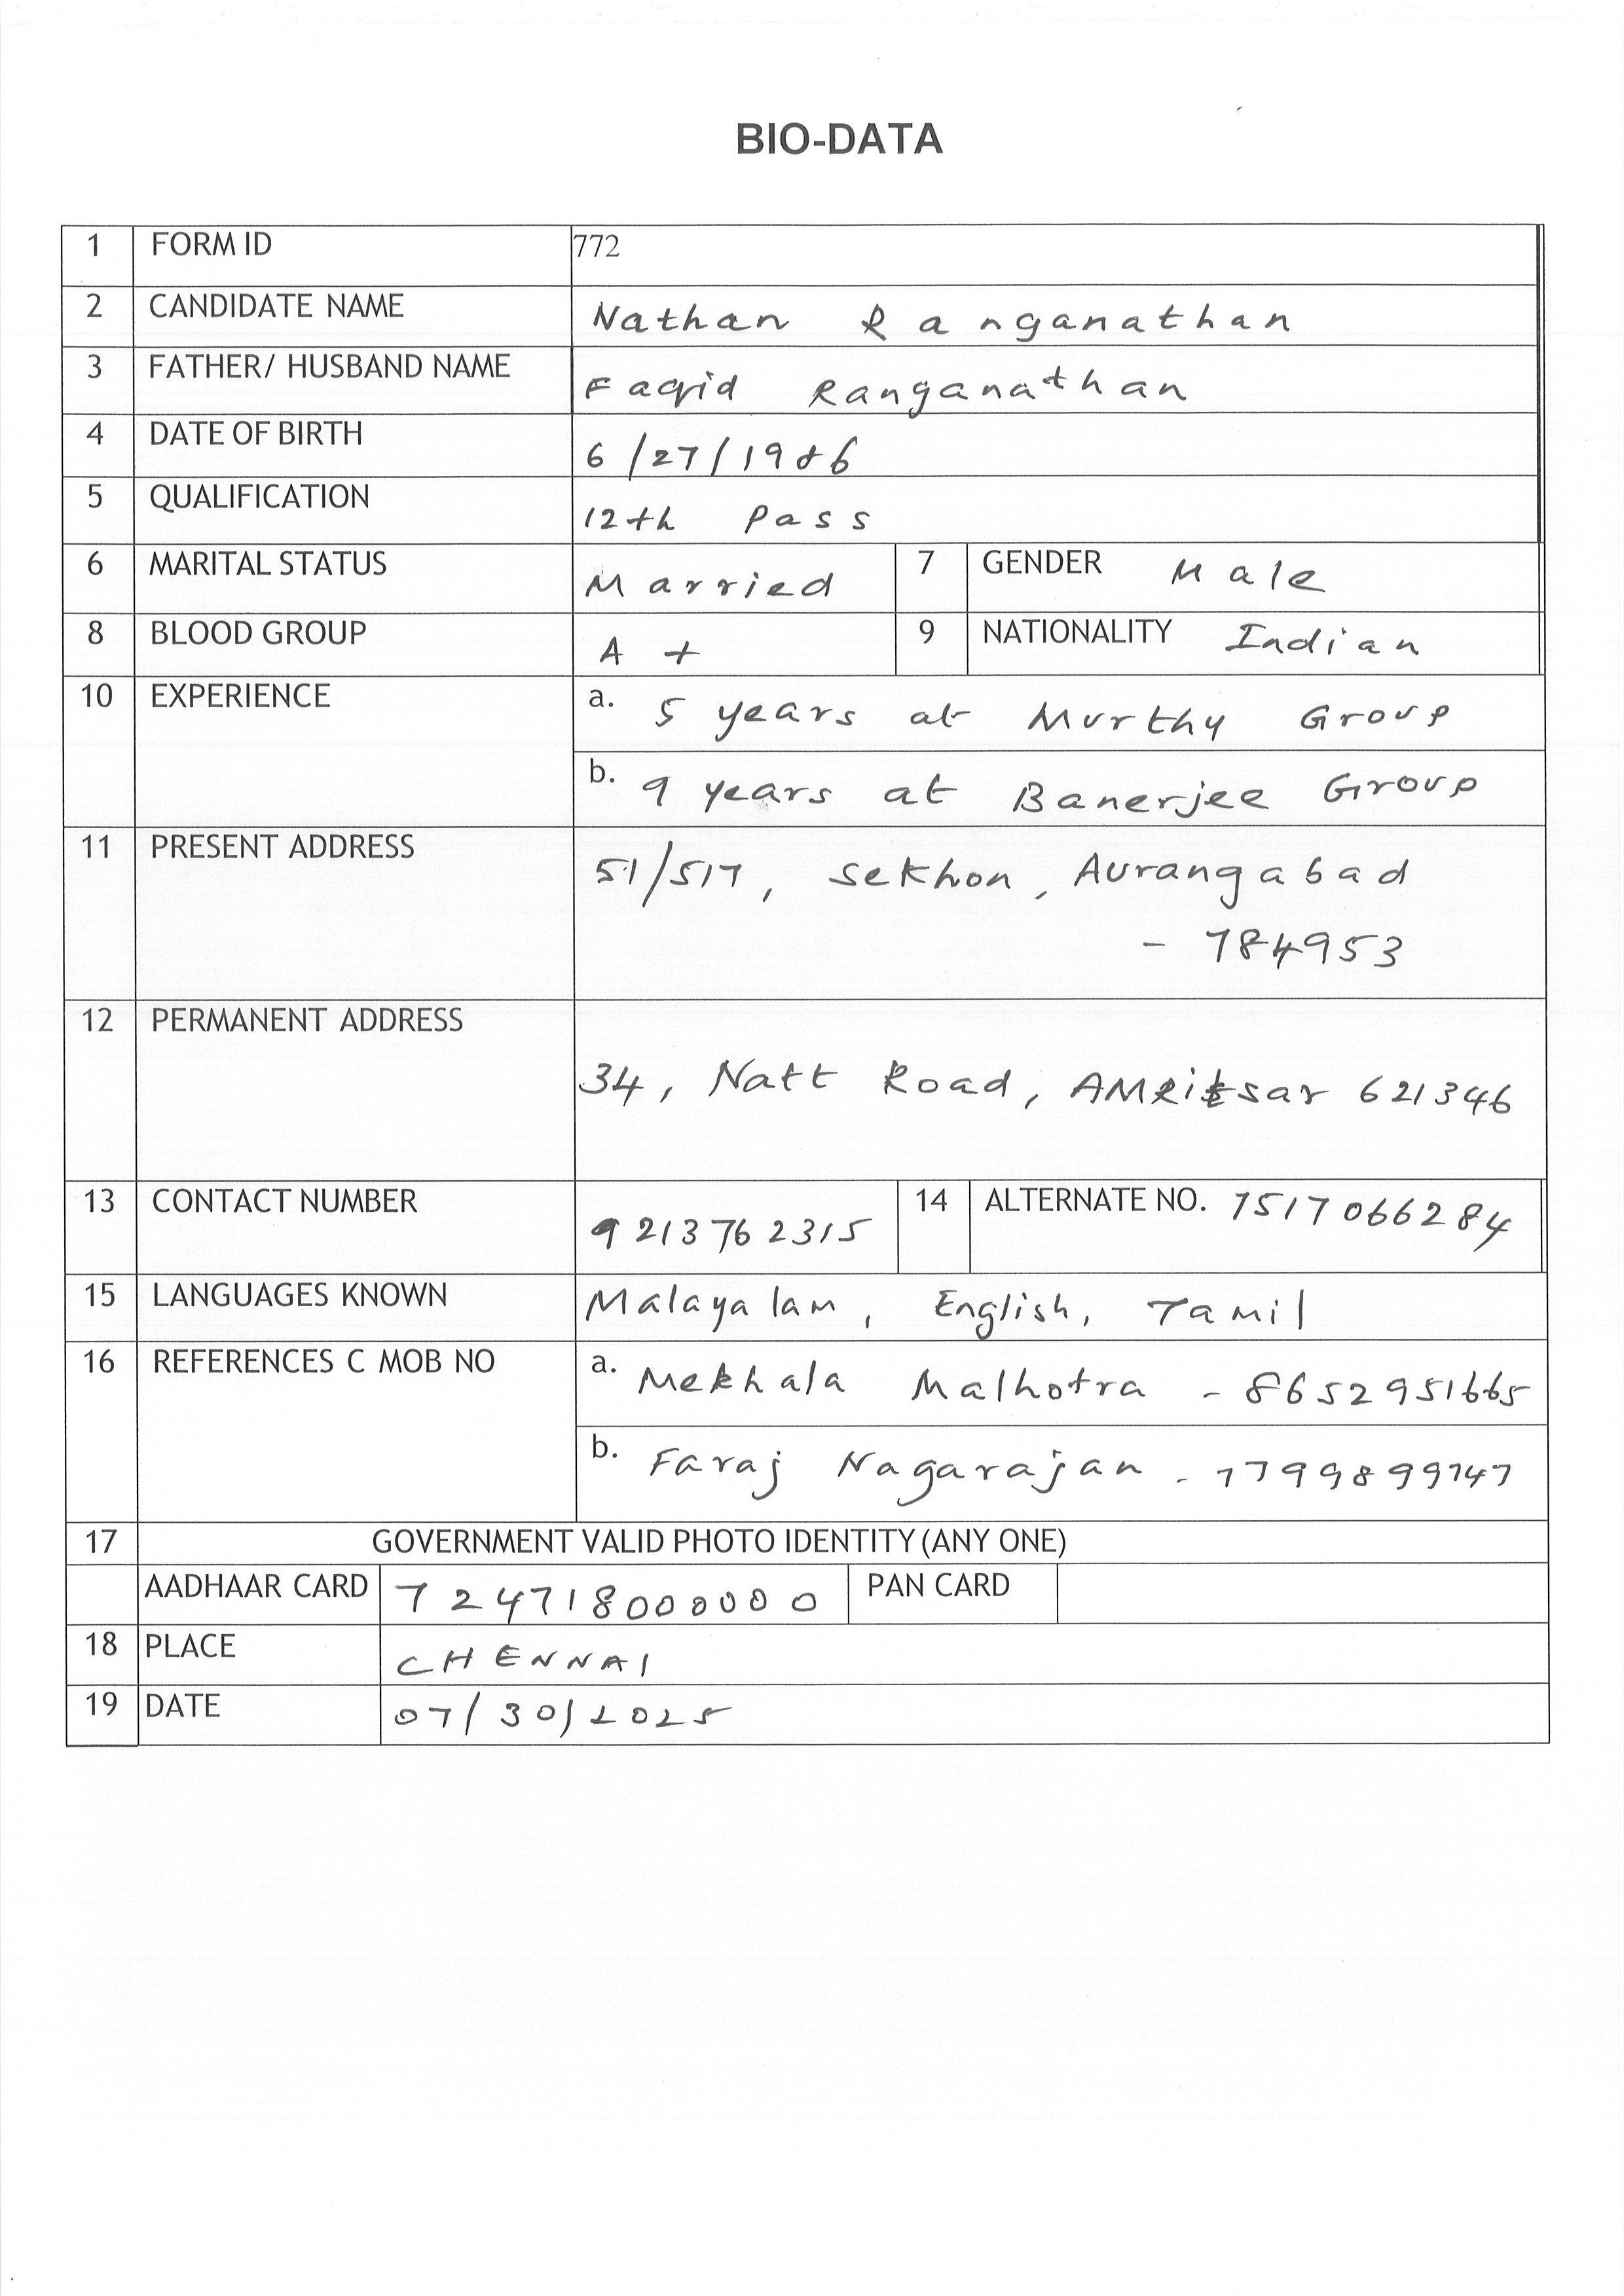 BIO-DATA
1 FORM ID 772
2 CANDIDATE NAME Nathan Ranganathan
3 FATHER/ HUSBAND NAME Faqid Ranganathan
4 DATE OF BIRTH 6/27/1986
5 QUALIFICATION 12th Pass
6 MARITAL STATUS Married 7 GENDER Male
8 BLOOD GROUP A+ 9 NATIONALITY Indian
10 EXPERIENCE a. 5 years at Murthy Group
b. 9 years at Banerjee Group
11 PRESENT ADDRESS 51/517, Sekhon, Aurangabad
- 784953
12 PERMANENT ADDRESS
34, Natt Road, AMRitsar 621346
13 CONTACT NUMBER 9213762315 14 ALTERNATE NO. 7517066284
15 LANGUAGES KNOWN Malayalam, English, Tamil
16 REFERENCES C MOB NO a. Mekhala Malhotra - 8652951665
b. Faraj Nagarajan - 7799899747
17 GOVERNMENT VALID PHOTO IDENTITY (ANY ONE)
AADHAAR CARD 724718000000 PAN CARD
18 PLACE CHENNAI
19 DATE 07/30/2025